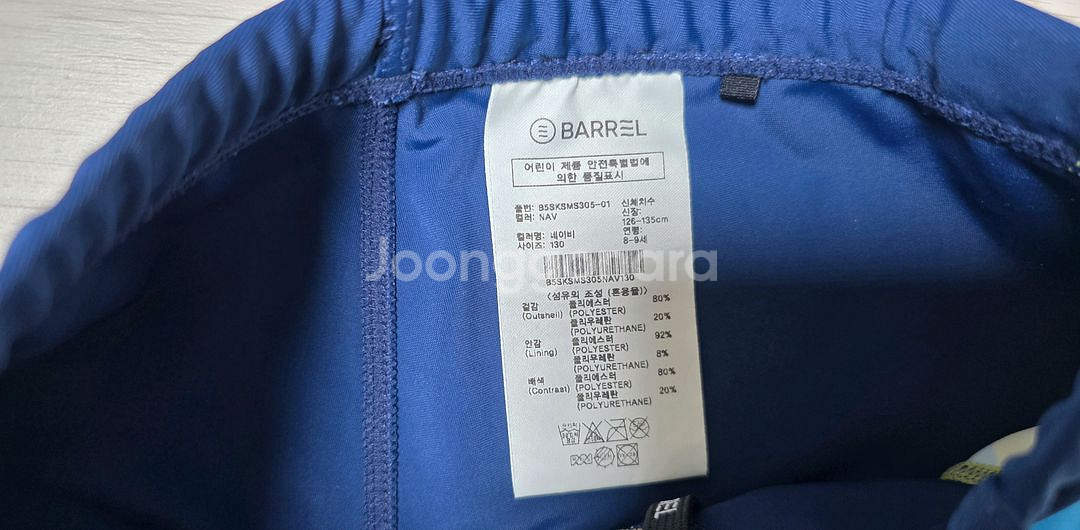 BARREL
어린이 제품 안전특별법에
의한 품질표시
품번: B5SKSMS305-01
컬러: NAV
컬러명: 네이비
사이즈: 130
신체치수
신장:
126-135cm
연령:
8-9세
B5SKSMS305NAV130
<섬유의 조성 (혼용율)>
겉감 폴리에스터 80%
(Outshell) (POLYESTER)
폴리우레탄 20%
(POLYURETHANE)
안감 폴리에스터 92%
(Lining) (POLYESTER)
폴리우레탄 8%
(POLYURETHANE)
배색 폴리에스터 80%
(Contrast) (POLYESTER)
폴리우레탄 20%
(POLYURETHANE)
EL